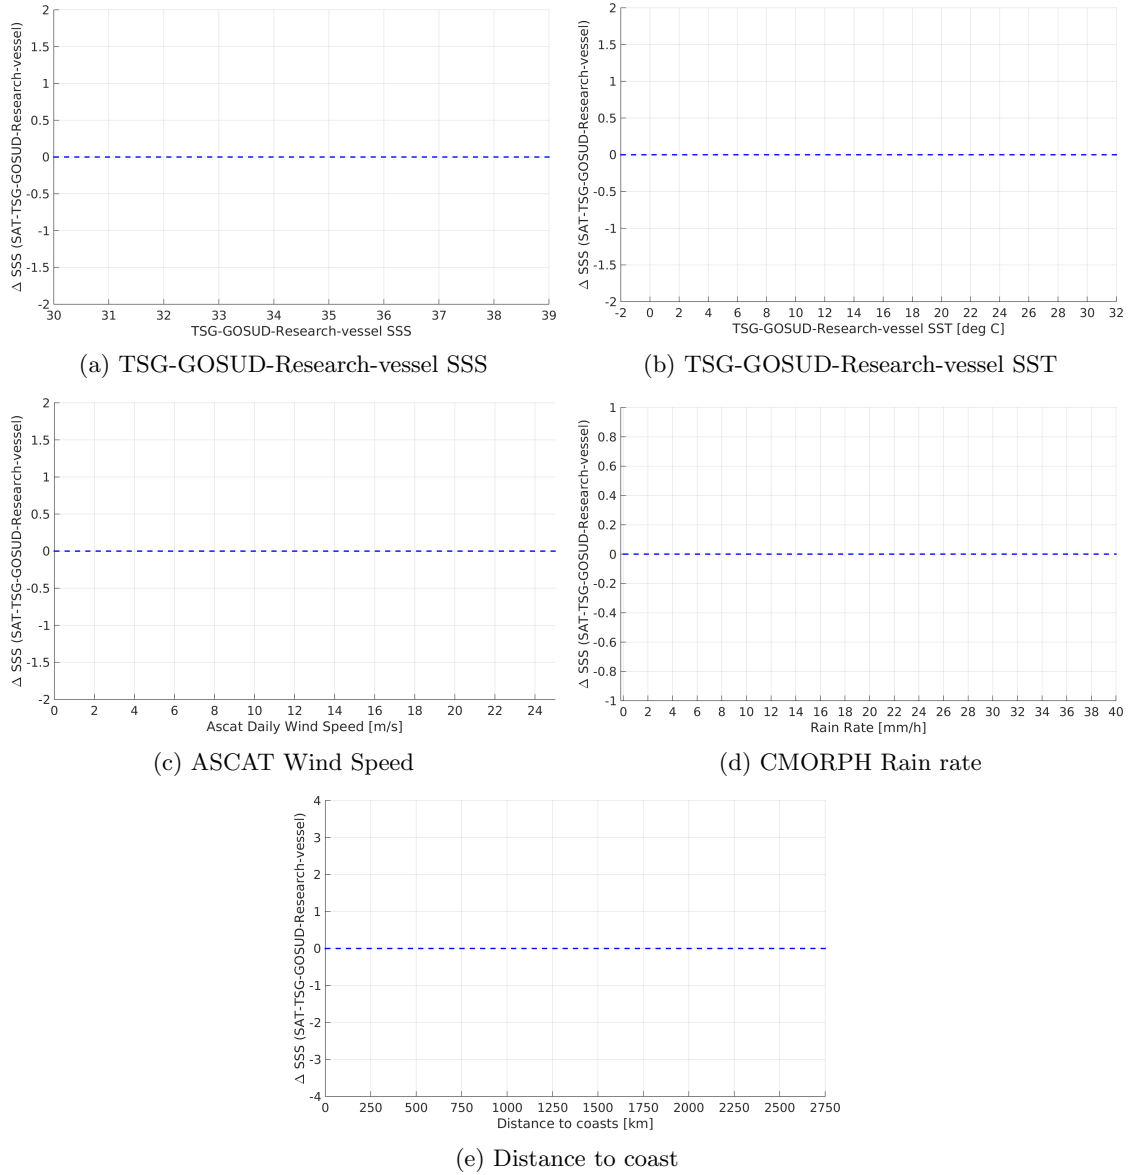 2
1.5
1
0.5
0
-0.5
-1
-1.5
-2
Δ SSS (SAT-TSG-GOSUD-Research-vessel)
30 31 32 33 34 35 36 37 38 39
TSG-GOSUD-Research-vessel SSS
(a) TSG-GOSUD-Research-vessel SSS
2
1.5
1
0.5
0
-0.5
-1
-1.5
-2
Δ SSS (SAT-TSG-GOSUD-Research-vessel)
-2 0 2 4 6 8 10 12 14 16 18 20 22 24 26 28 30 32
TSG-GOSUD-Research-vessel SST [deg C]
(b) TSG-GOSUD-Research-vessel SST
2
1.5
1
0.5
0
-0.5
-1
-1.5
-2
Δ SSS (SAT-TSG-GOSUD-Research-vessel)
0 2 4 6 8 10 12 14 16 18 20 22 24
Ascat Daily Wind Speed [m/s]
(c) ASCAT Wind Speed
1
0.8
0.6
0.4
0.2
0
-0.2
-0.4
-0.6
-0.8
-1
Δ SSS (SAT-TSG-GOSUD-Research-vessel)
0 2 4 6 8 10 12 14 16 18 20 22 24 26 28 30 32 34 36 38 40
Rain Rate [mm/h]
(d) CMORPH Rain rate
4
3
2
1
0
-1
-2
-3
-4
Δ SSS (SAT-TSG-GOSUD-Research-vessel)
0 250 500 750 1000 1250 1500 1750 2000 2250 2500 2750
Distance to coasts [km]
(e) Distance to coast